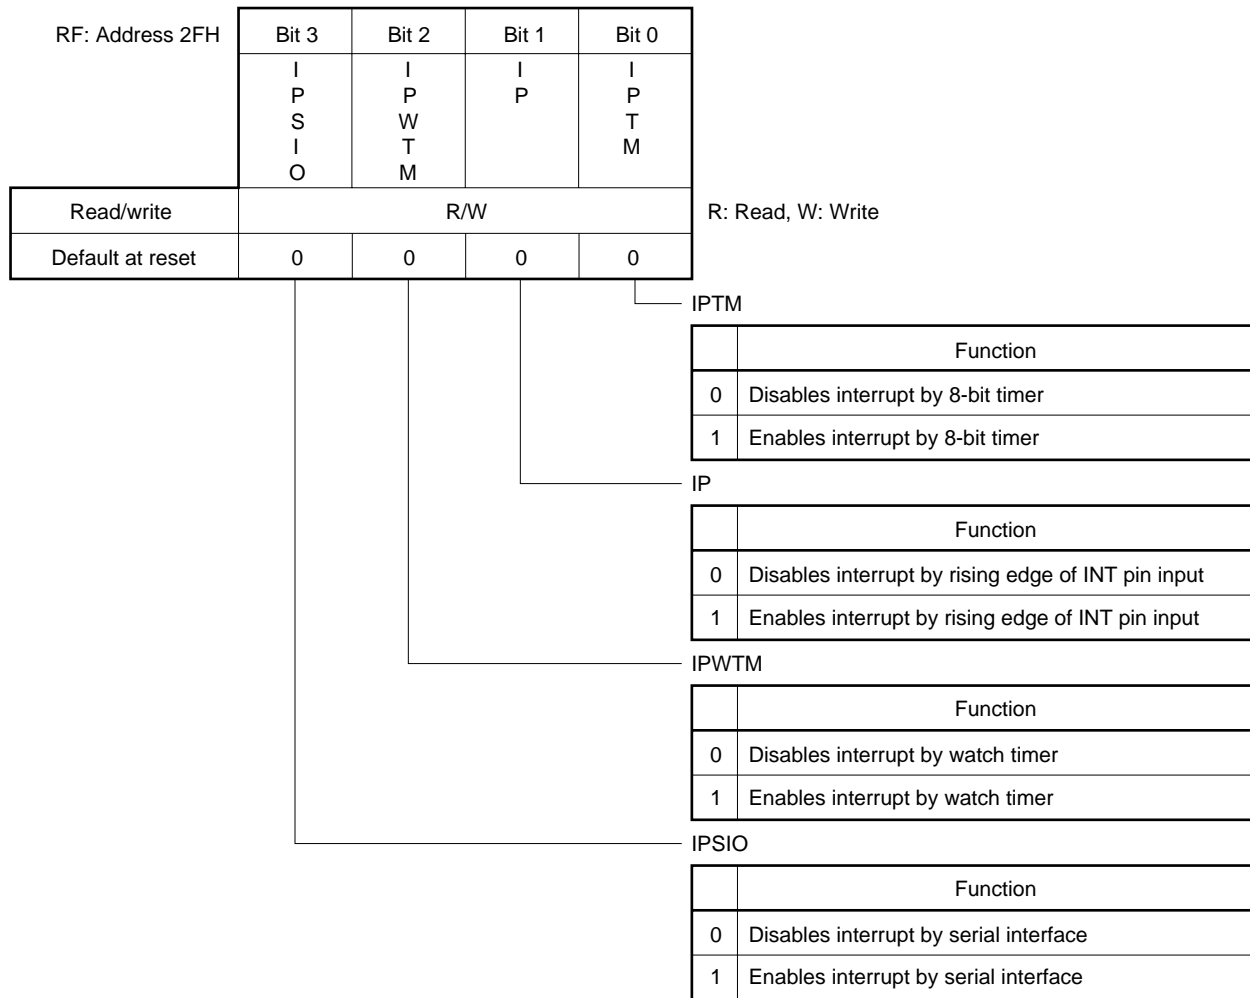 RF: Address 2FH Bit 3 Bit 2 Bit 1 Bit 0
IPSIO IPWTM IP IPTM
Read/write R/W R: Read, W: Write
Default at reset 0 0 0 0
IPTM
Function
0 Disables interrupt by 8-bit timer
1 Enables interrupt by 8-bit timer
IP
Function
0 Disables interrupt by rising edge of INT pin input
1 Enables interrupt by rising edge of INT pin input
IPWTM
Function
0 Disables interrupt by watch timer
1 Enables interrupt by watch timer
IPSIO
Function
0 Disables interrupt by serial interface
1 Enables interrupt by serial interface